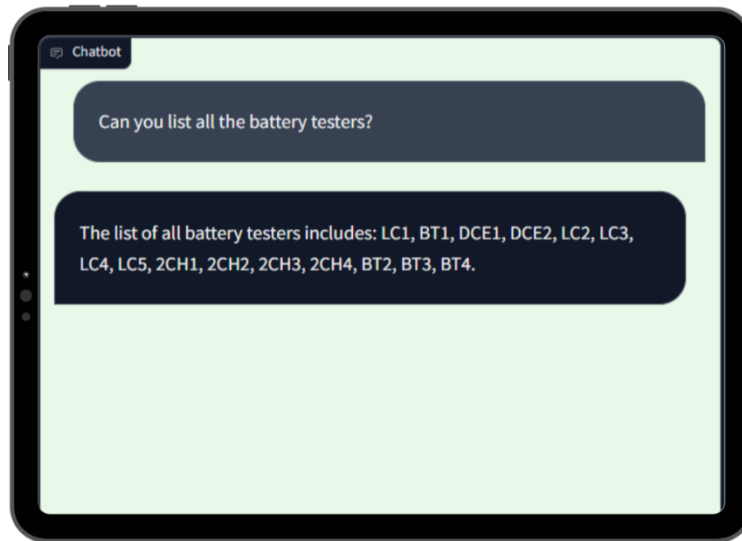 Chatbot
Can you list all the battery testers?
The list of all battery testers includes: LC1, BT1, DCE1, DCE2, LC2, LC3,
LC4, LC5, 2CH1, 2CH2, 2CH3, 2CH4, BT2, BT3, BT4.